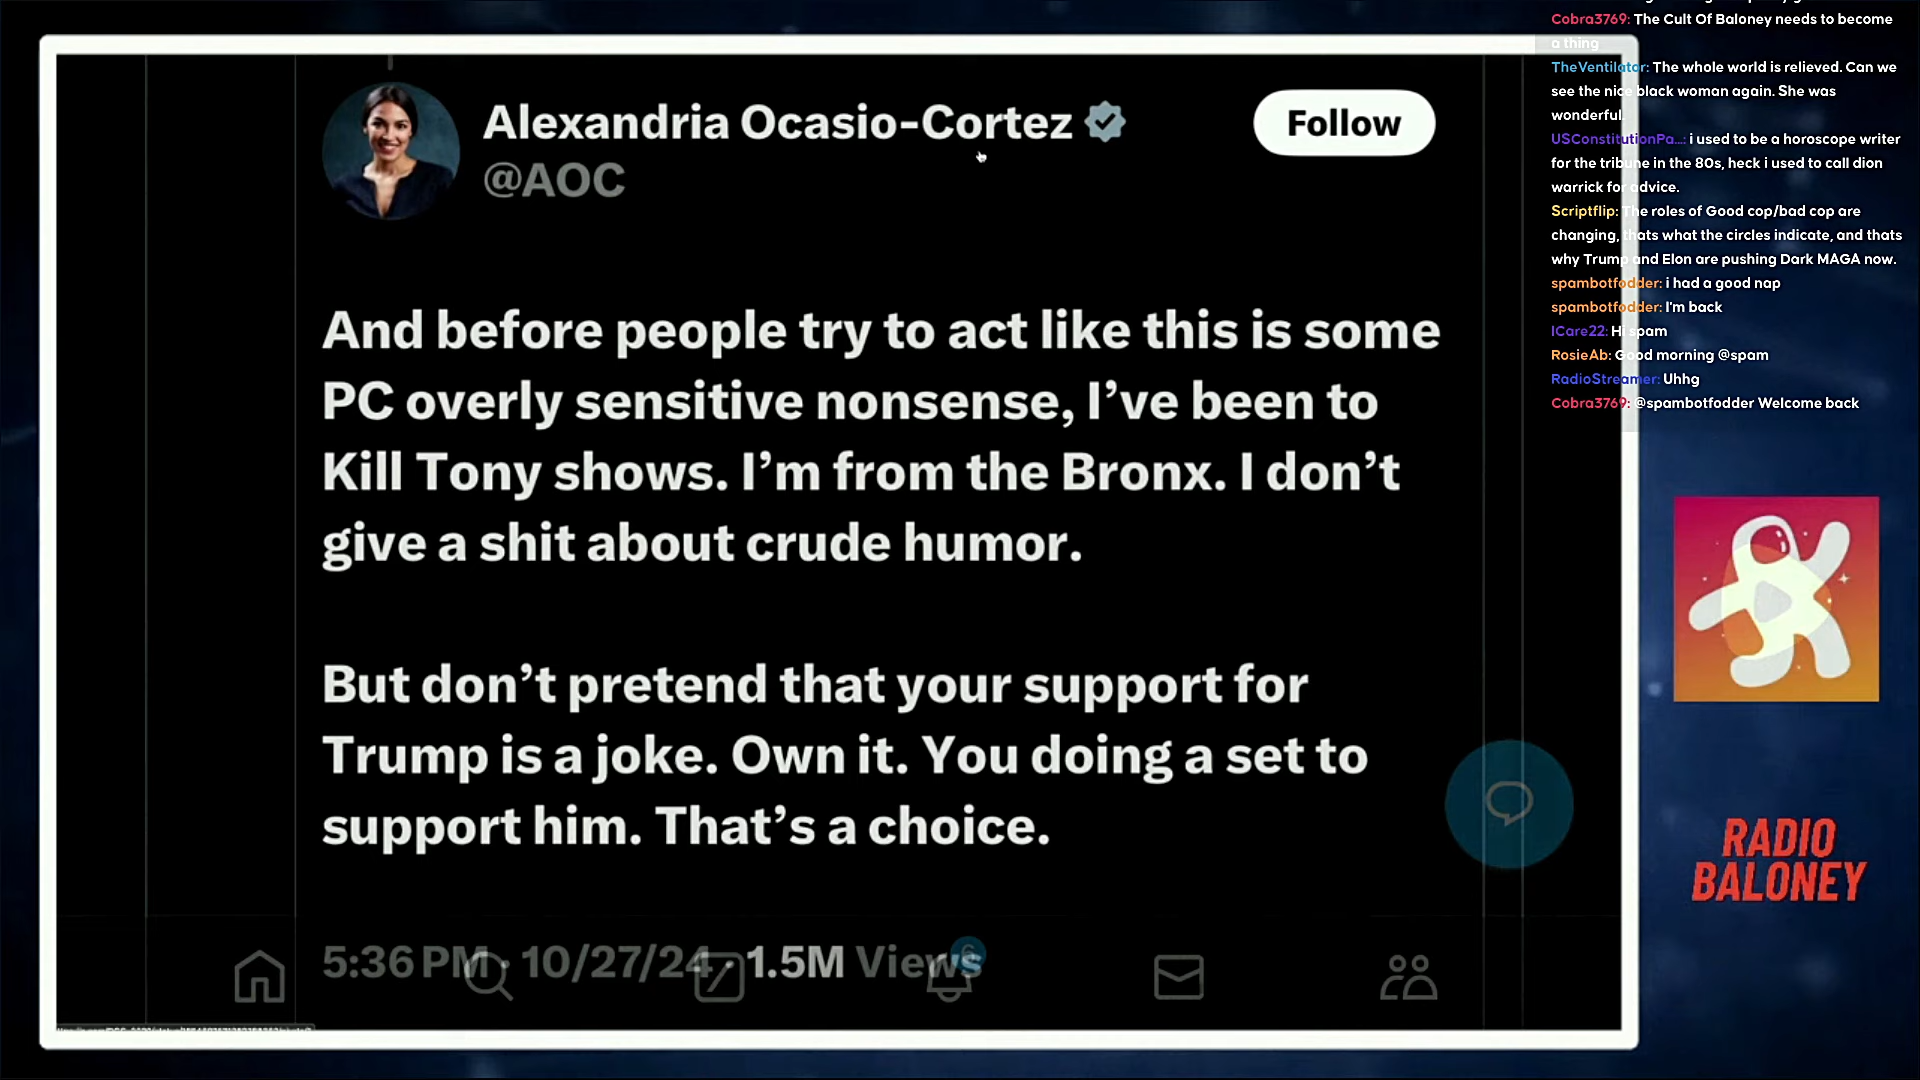 Alexandria Ocasio-Cortez
@AOC
Follow
And before people try to act like this is some
PC overly sensitive nonsense, I’ve been to
Kill Tony shows. I’m from the Bronx. I don’t
give a shit about crude humor.
But don’t pretend that your support for
Trump is a joke. Own it. You doing a set to
support him. That’s a choice.
5:36 PM · 10/27/24 · 1.5M Views
6
Cobra3769: The Cult Of Baloney needs to become
a thing
TheVentilator: The whole world is relieved. Can we
see the nice black woman again. She was
wonderful.
USConstitutionPa...: i used to be a horoscope writer
for the tribune in the 80s, heck i used to call dion
warrick for advice.
Scriptflip: The roles of Good cop/bad cop are
changing, thats what the circles indicate, and thats
why Trump and Elon are pushing Dark MAGA now.
spambotfodder: i had a good nap
spambotfodder: I'm back
ICare22: Hi spam
RosieAb: Good morning @spam
RadioStreamer: Uhhg
Cobra3769: @spambotfodder Welcome back
RADIO
BALONEY